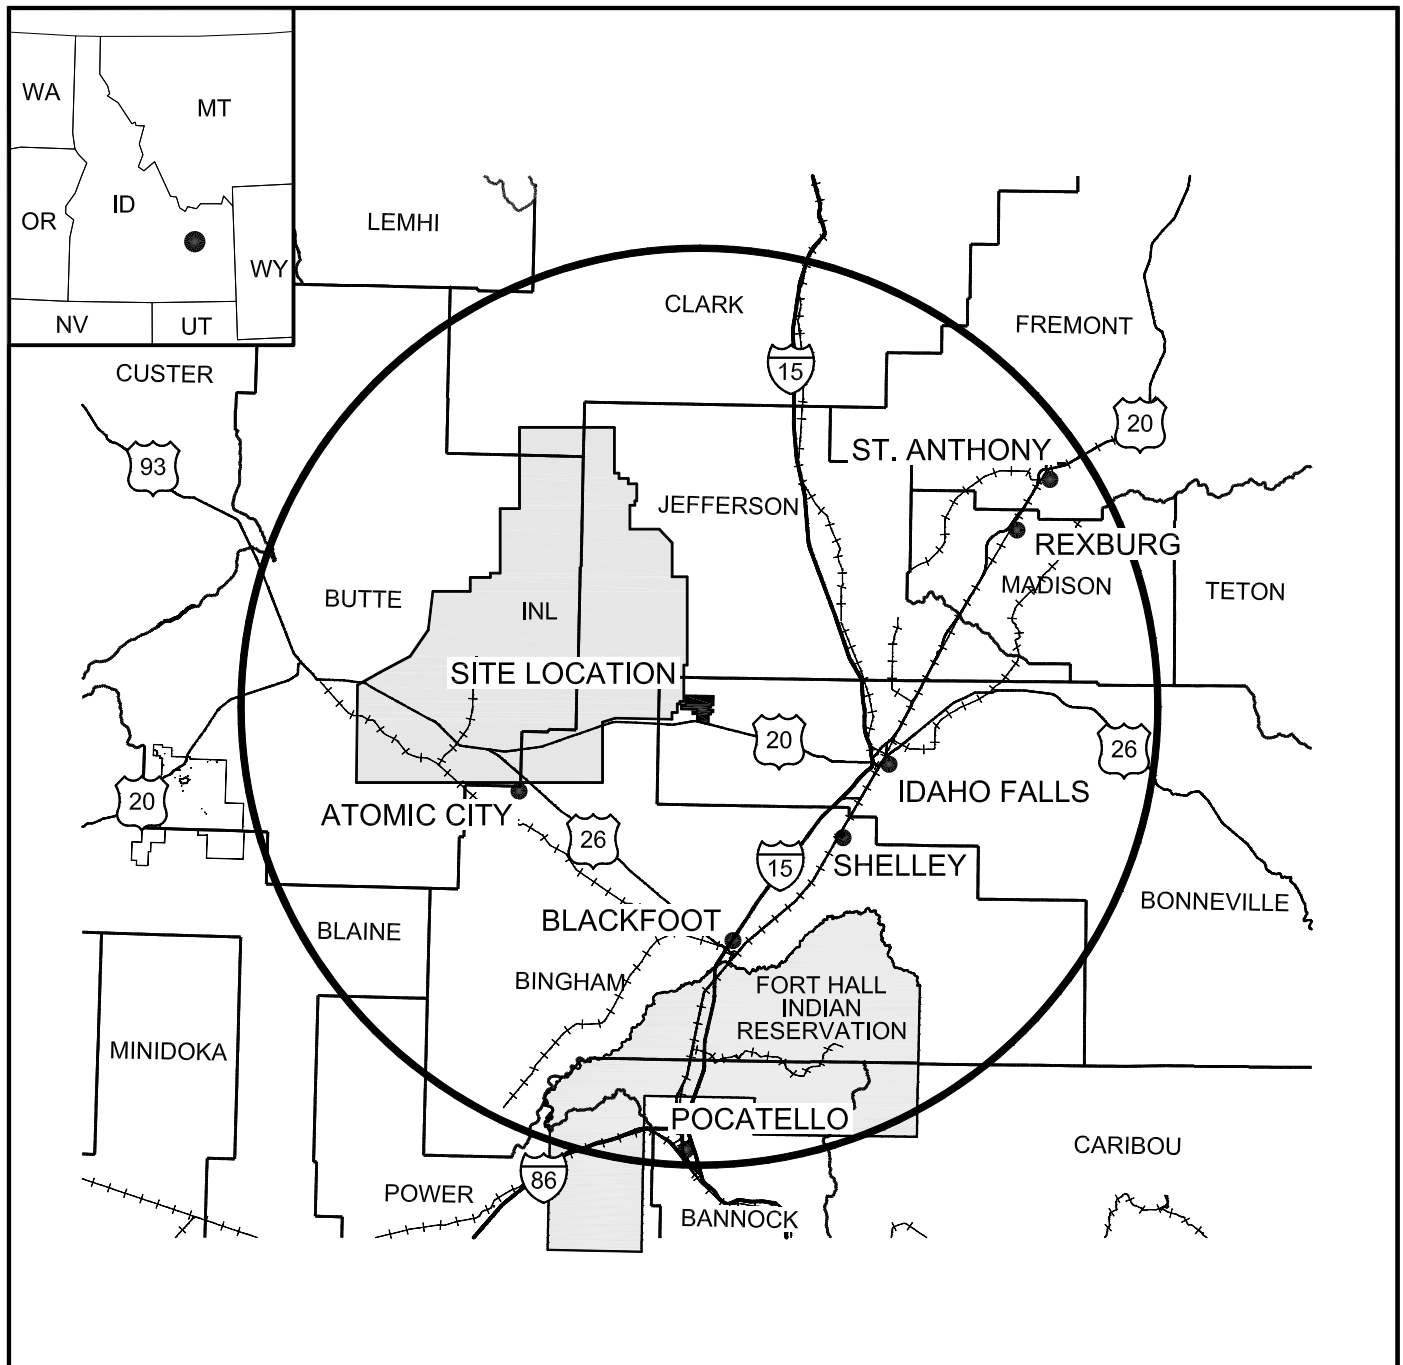 WA
MT
OR
ID
WY
NV
UT
LEMHI
CLARK
FREMONT
CUSTER
15
20
93
ST. ANTHONY
JEFFERSON
REXBURG
MADISON
TETON
BUTTE
INL
SITE LOCATION
20
26
20
IDAHO FALLS
ATOMIC CITY
26
15
SHELLEY
BONNEVILLE
BLACKFOOT
BLAINE
BINGHAM
FORT HALL
INDIAN
RESERVATION
MINIDOKA
POCATELLO
CARIBOU
86
POWER
BANNOCK